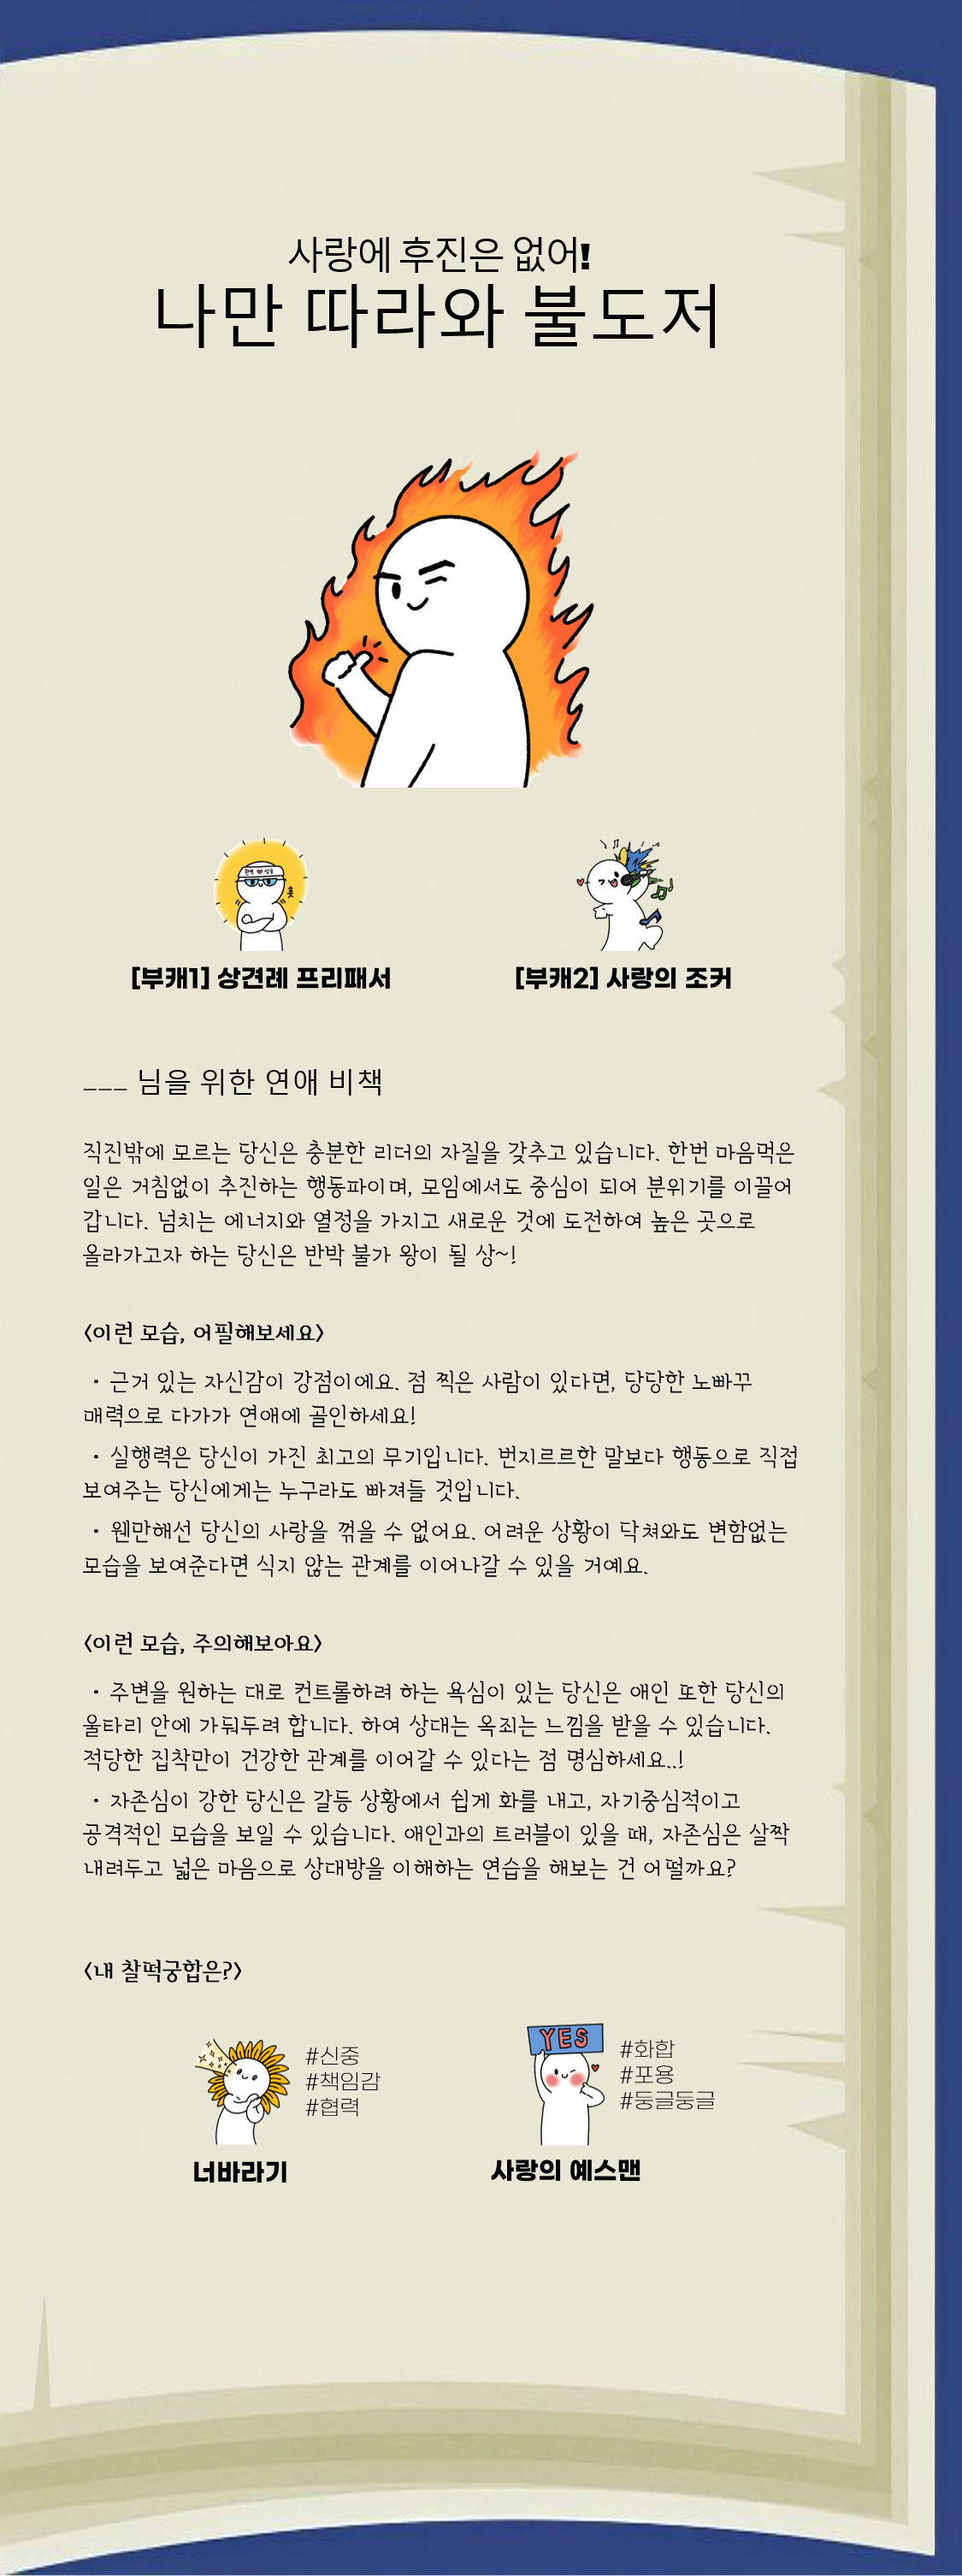 사랑에 후진은 없어!
나만 따라와 불도저
완벽 ♥ 상승
훗
[부캐1] 상견례 프리패서
[부캐2] 사랑의 조커
___ 님을 위한 연애 비책
직진밖에 모르는 당신은 충분한 리더의 자질을 갖추고 있습니다. 한번 마음먹은
일은 거침없이 추진하는 행동파이며, 모임에서도 중심이 되어 분위기를 이끌어
갑니다. 넘치는 에너지와 열정을 가지고 새로운 것에 도전하여 높은 곳으로
올라가고자 하는 당신은 반박 불가 왕이 될 상~!
<이런 모습, 어필해보세요>
• 근거 있는 자신감이 강점이에요. 점 찍은 사람이 있다면, 당당한 노빠꾸
매력으로 다가가 연애에 골인하세요!
• 실행력은 당신이 가진 최고의 무기입니다. 번지르르한 말보다 행동으로 직접
보여주는 당신에게는 누구라도 빠져들 것입니다.
• 웬만해선 당신의 사랑을 꺾을 수 없어요. 어려운 상황이 닥쳐와도 변함없는
모습을 보여준다면 식지 않는 관계를 이어나갈 수 있을 거예요.
<이런 모습, 주의해보아요>
• 주변을 원하는 대로 컨트롤하려 하는 욕심이 있는 당신은 애인 또한 당신의
울타리 안에 가둬두려 합니다. 하여 상대는 옥죄는 느낌을 받을 수 있습니다.
적당한 집착만이 건강한 관계를 이어갈 수 있다는 점 명심하세요..!
• 자존심이 강한 당신은 갈등 상황에서 쉽게 화를 내고, 자기중심적이고
공격적인 모습을 보일 수 있습니다. 애인과의 트러블이 있을 때, 자존심은 살짝
내려두고 넓은 마음으로 상대방을 이해하는 연습을 해보는 건 어떨까요?
<내 찰떡궁합은?>
#신중
#책임감
#협력
너바라기
YES
#화합
#포용
#둥글둥글
사랑의 예스맨